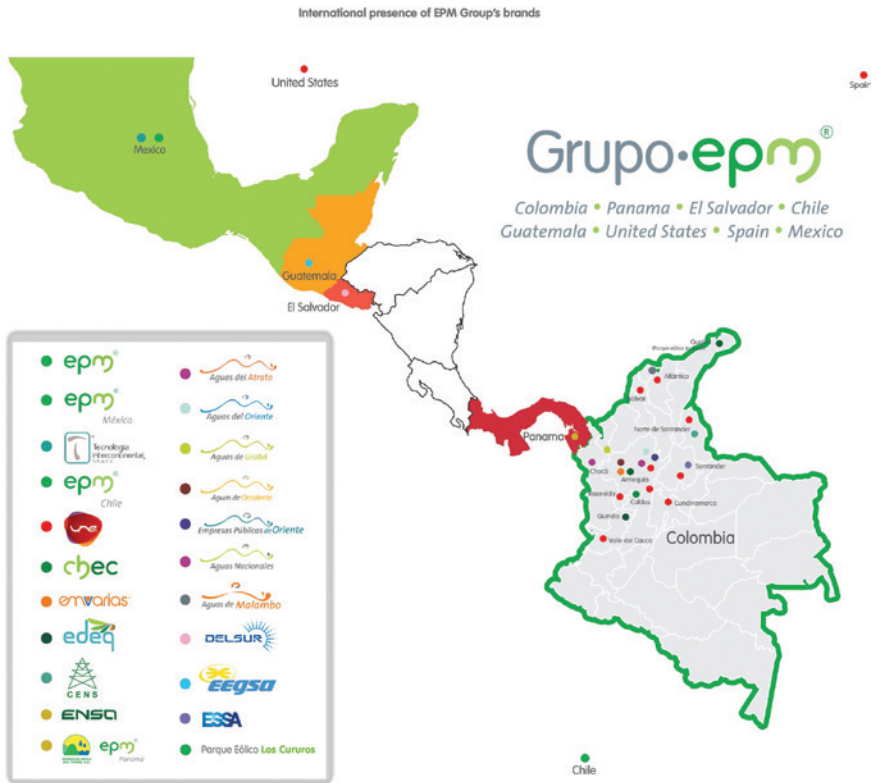 International presence of EPM Group's brands
United States
Spain
Mexico
Grupo·epm®
Colombia • Panama • El Salvador • Chile
Guatemala • United States • Spain • Mexico
Guatemala
El Salvador
Panama
Atlántico
Norte de Santander
Chocó
Antioquia
Santander
Caldas
Cundinamarca
Quindío
Valle del Cauca
Colombia
Chile
epm®
epm®
México
Tecnología
Intercontinental,
epm®
Chile
une
chec
emvarias
edeq
CENS
ENSA
epm®
Panamá
Aguas del Atrato
Aguas del Oriente
Aguas de Urabá
Aguas de Occidente
Empresas Públicas de Oriente
Aguas Nacionales
Aguas de Malambo
DELSUR
EEGSA
ESSA
Parque Eólico Los Cururos